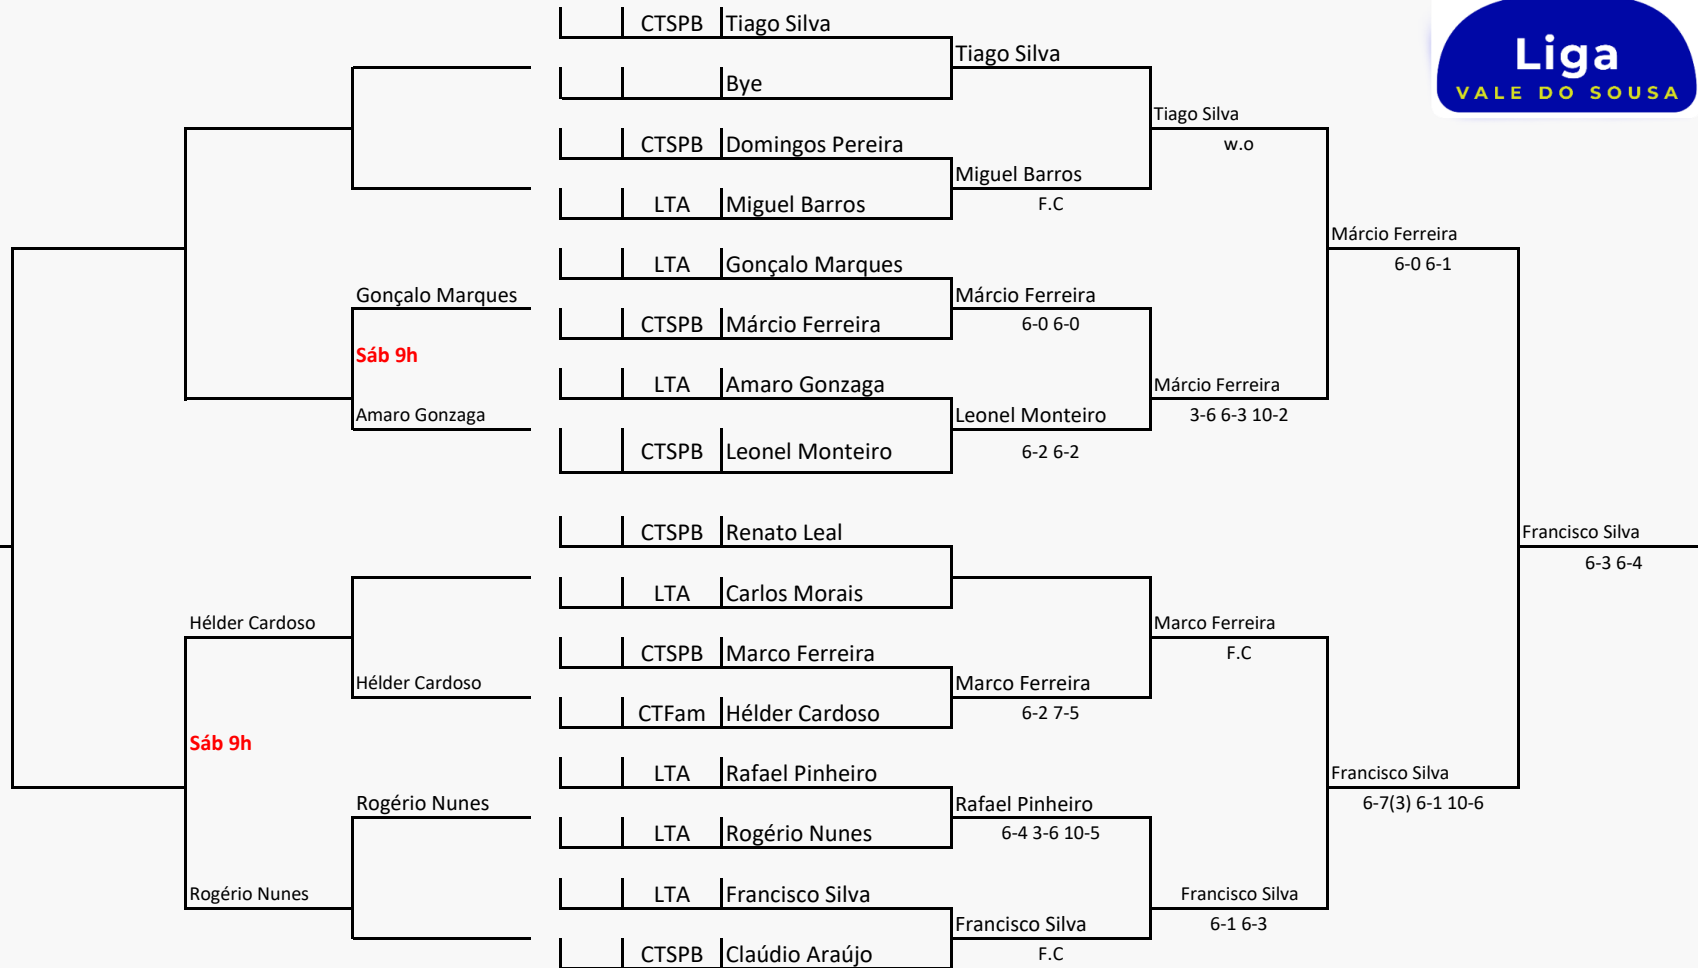 CTSPB Tiago Silva
Tiago Silva
Bye
Liga
VALE DO SOUSA
Tiago Silva
w.o
CTSPB Domingos Pereira
Miguel Barros
F.C
LTA Miguel Barros
Márcio Ferreira
6-0 6-1
LTA Gonçalo Marques
Gonçalo Marques
Márcio Ferreira
6-0 6-0
CTSPB Márcio Ferreira
Sáb 9h
LTA Amaro Gonzaga
Márcio Ferreira
3-6 6-3 10-2
Amaro Gonzaga
Leonel Monteiro
6-2 6-2
CTSPB Leonel Monteiro
CTSPB Renato Leal
Francisco Silva
6-3 6-4
LTA Carlos Morais
Hélder Cardoso
Marco Ferreira
F.C
CTSPB Marco Ferreira
Hélder Cardoso
Marco Ferreira
6-2 7-5
CTFam Hélder Cardoso
Sáb 9h
LTA Rafael Pinheiro
Francisco Silva
6-7(3) 6-1 10-6
Rogério Nunes
Rafael Pinheiro
6-4 3-6 10-5
LTA Rogério Nunes
Rogério Nunes
LTA Francisco Silva
Francisco Silva
6-1 6-3
Francisco Silva
F.C
CTSPB Claúdio Araújo